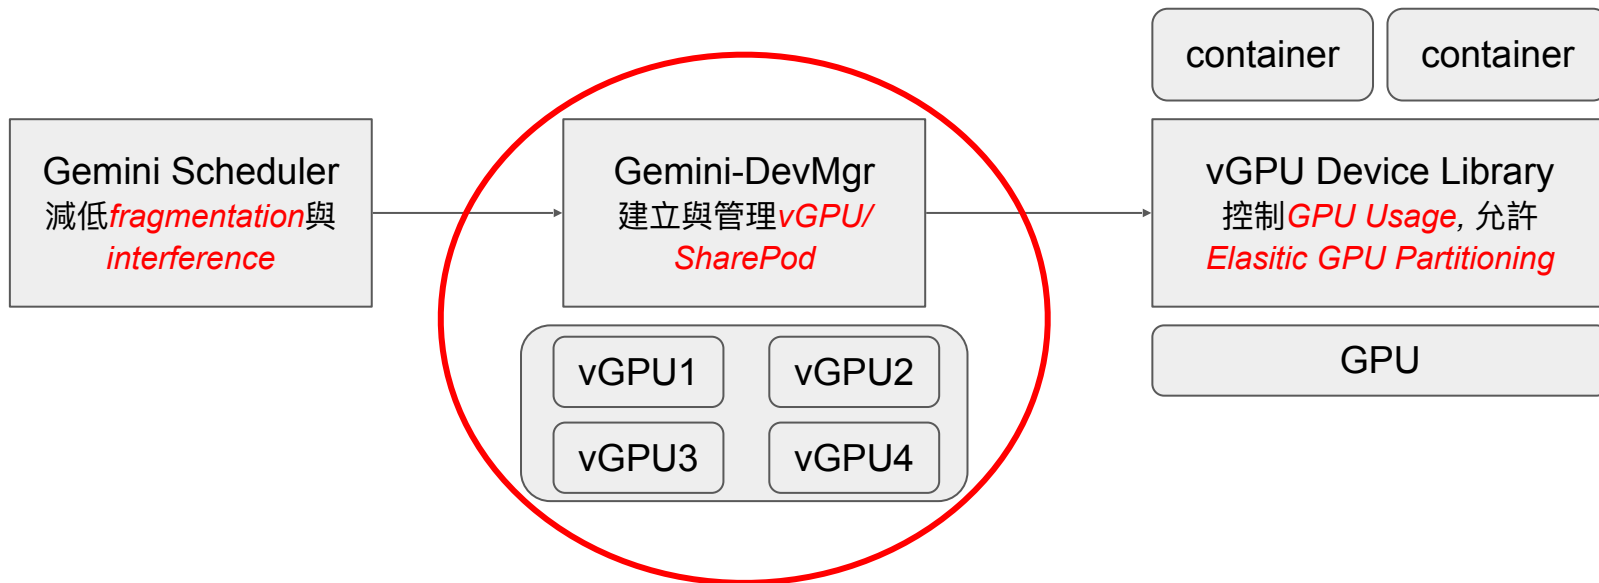 container
container
Gemini Scheduler
減低fragmentation與
interference
Gemini-DevMgr
建立與管理vGPU/
SharePod
vGPU Device Library
控制GPU Usage, 允許
Elasitic GPU Partitioning
vGPU1
vGPU2
vGPU3
vGPU4
GPU